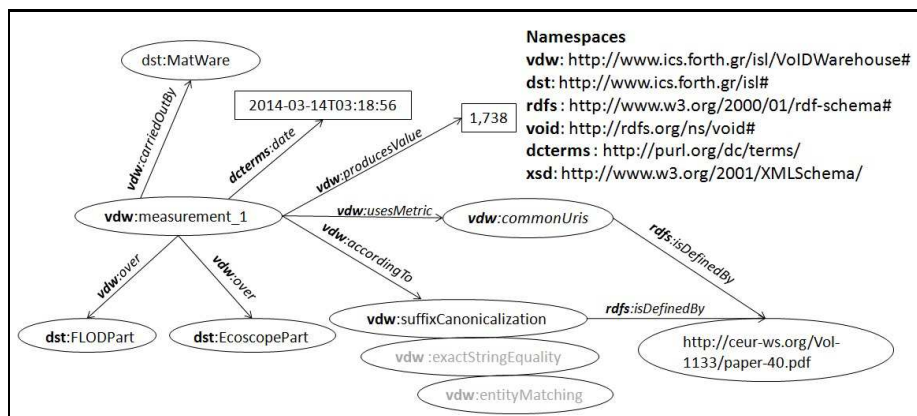 Namespaces
vdw: http://www.ics.forth.gr/isl/VoIDWarehouse#
dst: http://www.ics.forth.gr/isl#
rdfs : http://www.w3.org/2000/01/rdf-schema#
void: http://rdfs.org/ns/void#
dcterms : http://purl.org/dc/terms/
xsd: http://www.w3.org/2001/XMLSchema/
dst:MatWare
2014-03-14T03:18:56
1,738
vdw:carriedOutBy
dcterms:date
vdw:producesValue
vdw:measurement_1
vdw:usesMetric
vdw:commonUris
vdw:accordingTo
rdfs:isDefinedBy
vdw:over
vdw:over
dst:FLODPart
dst:EcoscopePart
vdw:suffixCanonicalization
rdfs:isDefinedBy
vdw :exactStringEquality
vdw:entityMatching
http://ceur-ws.org/Vol-
1133/paper-40.pdf